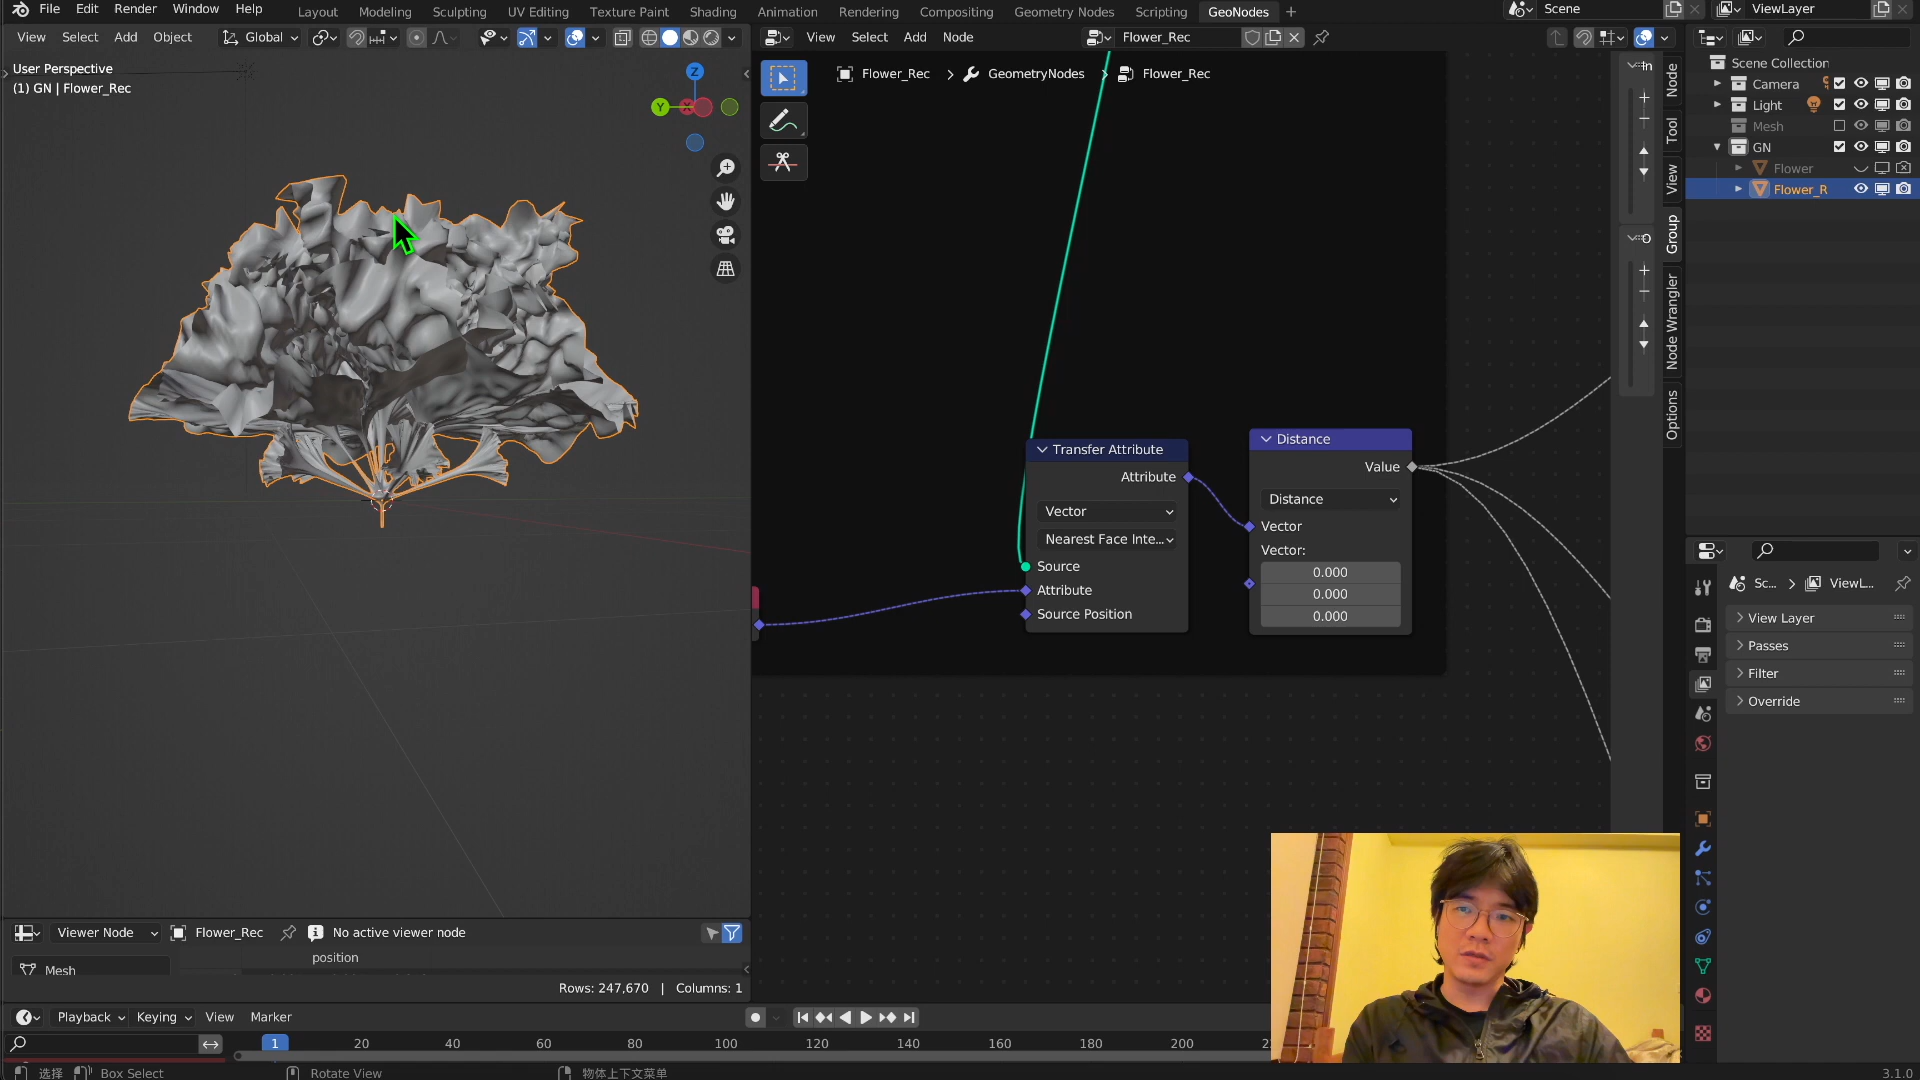 File Edit Render Window Help Layout Modeling Sculpting UV Editing Texture Paint Shading Animation Rendering Compositing Geometry Nodes Scripting GeoNodes + Scene ViewLayer
View Select Add Object Global
View Select Add Node Flower_Rec
User Perspective
(1) GN | Flower_Rec
Z
Y
X
Flower_Rec > GeometryNodes > Flower_Rec
Transfer Attribute
Attribute
Vector
Nearest Face Inte...
Source
Attribute
Source Position
Distance
Value
Distance
Vector
Vector:
0.000
0.000
0.000
In
O
Node
Tool
View
Group
Node Wrangler
Options
Scene Collection
Camera
Light
Mesh
GN
Flower
Flower_R
Sc... > ViewL...
View Layer
Passes
Filter
Override
Viewer Node Flower_Rec No active viewer node
position
Mesh
Rows: 247,670 | Columns: 1
Playback Keying View Marker
1 20 40 60 80 100 120 140 160 180 200
选择 Box Select Rotate View 物体上下文菜单 3.1.0